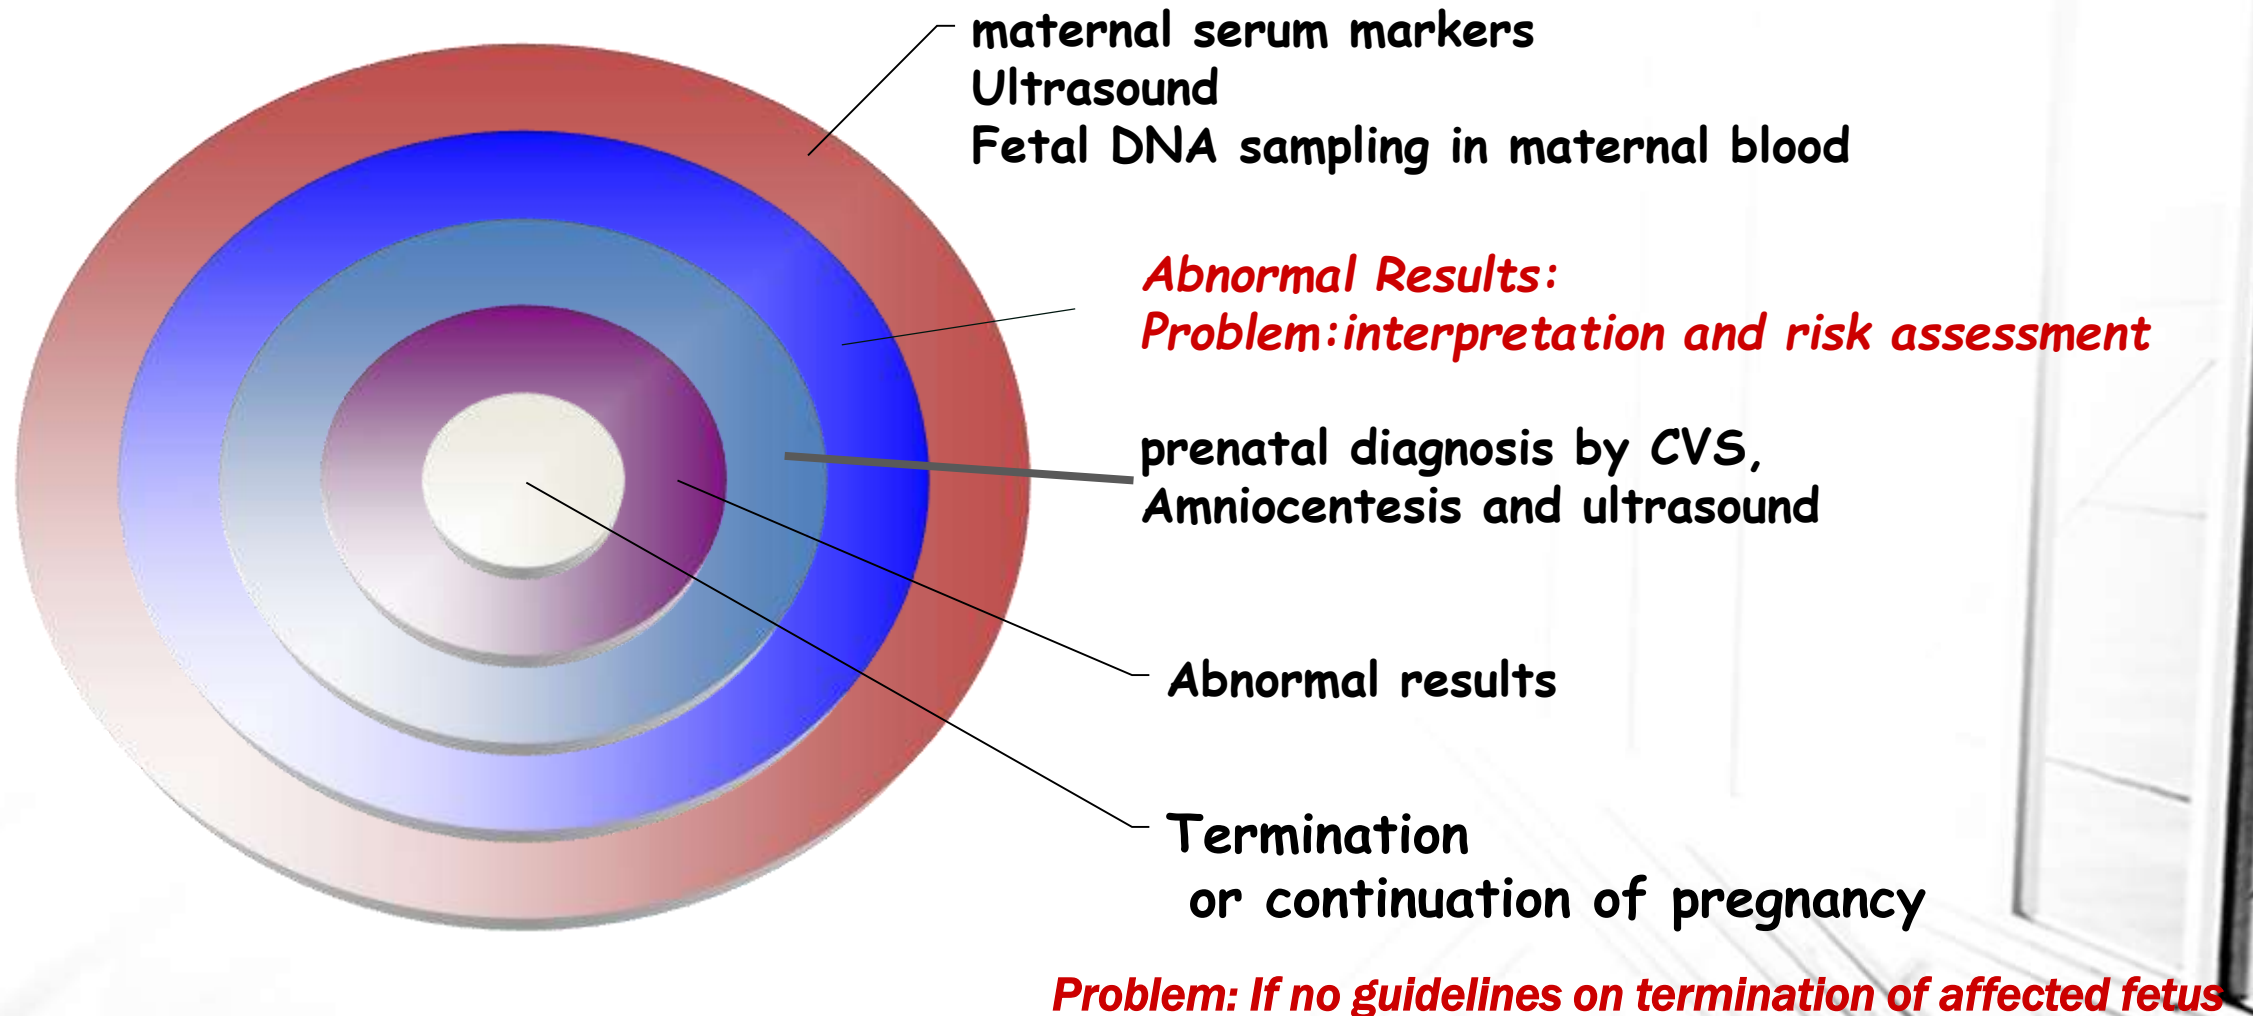 maternal serum markers
Ultrasound
Fetal DNA sampling in maternal blood
Abnormal Results:
Problem:interpretation and risk assessment
prenatal diagnosis by CVS,
Amniocentesis and ultrasound
Abnormal results
Termination
or continuation of pregnancy
Problem: If no guidelines on termination of affected fetus